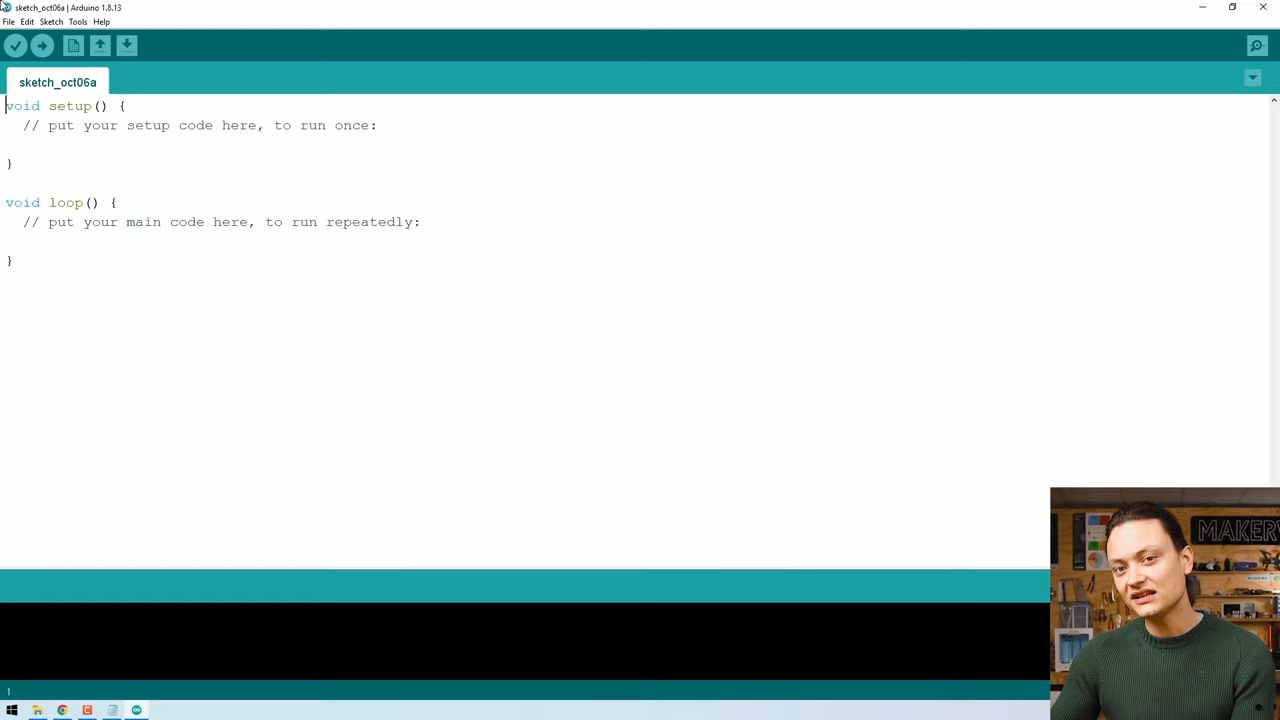 sketch_oct06a | Arduino 1.8.13
File Edit Sketch Tools Help
sketch_oct06a
void setup() {
  // put your setup code here, to run once:
}
void loop() {
  // put your main code here, to run repeatedly:
}
MAKERV
1